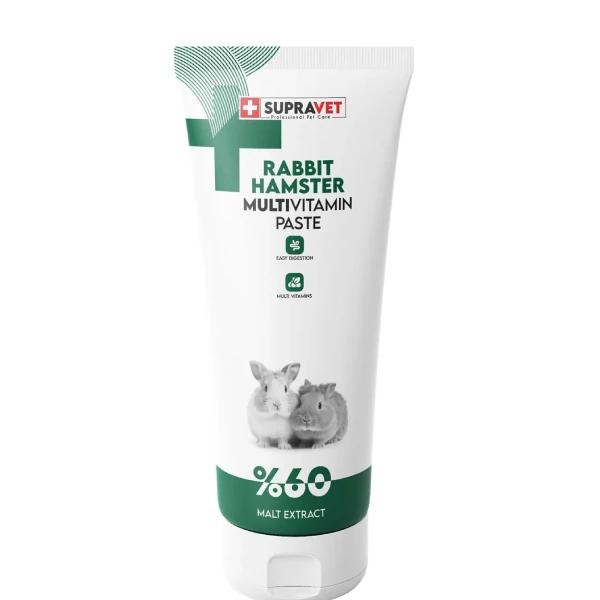 SUPRAVET
Professional Pet Care
RABBIT
HAMSTER
MULTIVITAMIN
PASTE
EASY DIGESTION
MULTI VITAMINS
%60
MALT EXTRACT